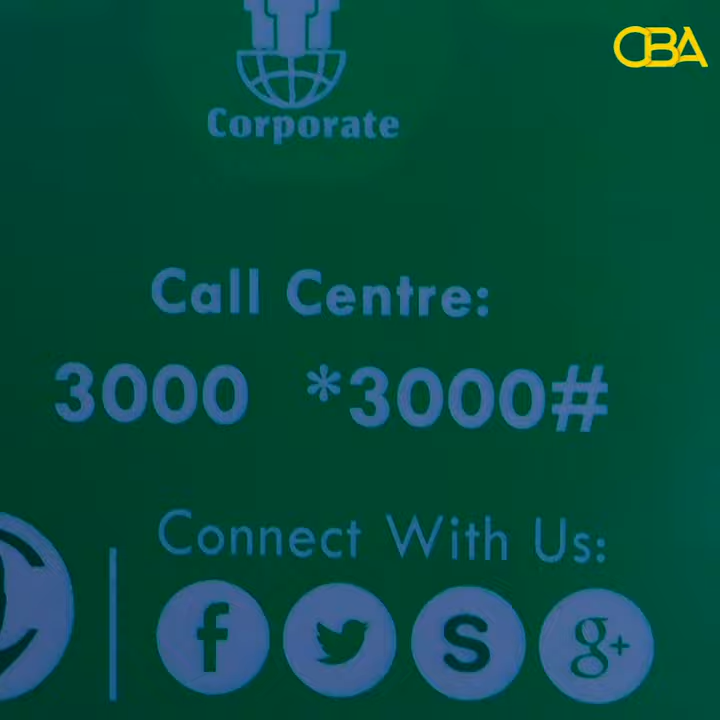 OBA
Corporate
Call Centre:
3000 *3000#
Connect With Us: